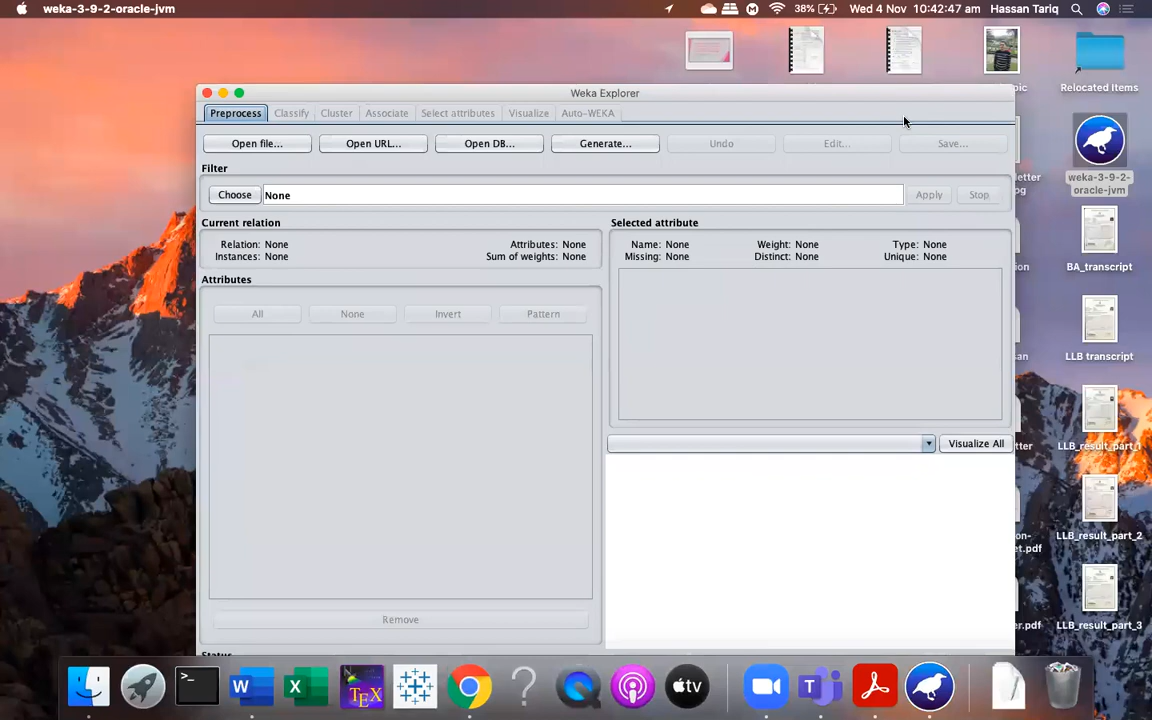 weka-3-9-2-oracle-jvm 38% Wed 4 Nov 10:42:47 am Hassan Tariq
Weka Explorer
Preprocess Classify Cluster Associate Select attributes Visualize Auto-WEKA
Open file... Open URL... Open DB... Generate... Undo Edit... Save...
Filter
Choose None Apply Stop
Current relation
Relation: None Attributes: None
Instances: None Sum of weights: None
Attributes
All None Invert Pattern
Remove
Status
Selected attribute
Name: None Weight: None Type: None
Missing: None Distinct: None Unique: None
Visualize All
Relocated Items
weka-3-9-2-
oracle-jvm
BA_transcript
LLB transcript
LLB_result_part_1
LLB_result_part_2
LLB_result_part_3
W X TEX T tv